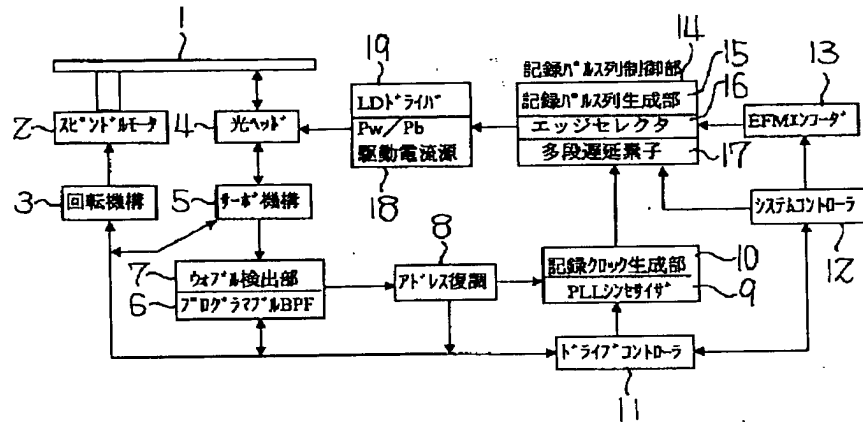 1
19
LDドライバ
Pw/Pb
駆動電流源
18
14
記録パルス列制御部
15
記録パルス列生成部
16
エッジセレクタ
多段遅延素子
17
13
EFMエンコーダ
2
スピンドルモータ
4
光ヘッド
3
回転機構
5
サーボ機構
8
アドレス復調
システムコントローラ
12
7
ウォブル検出部
6
プログラマブルBPF
記録クロック生成部
10
PLLシンセサイザ
9
ドライブコントローラ
11